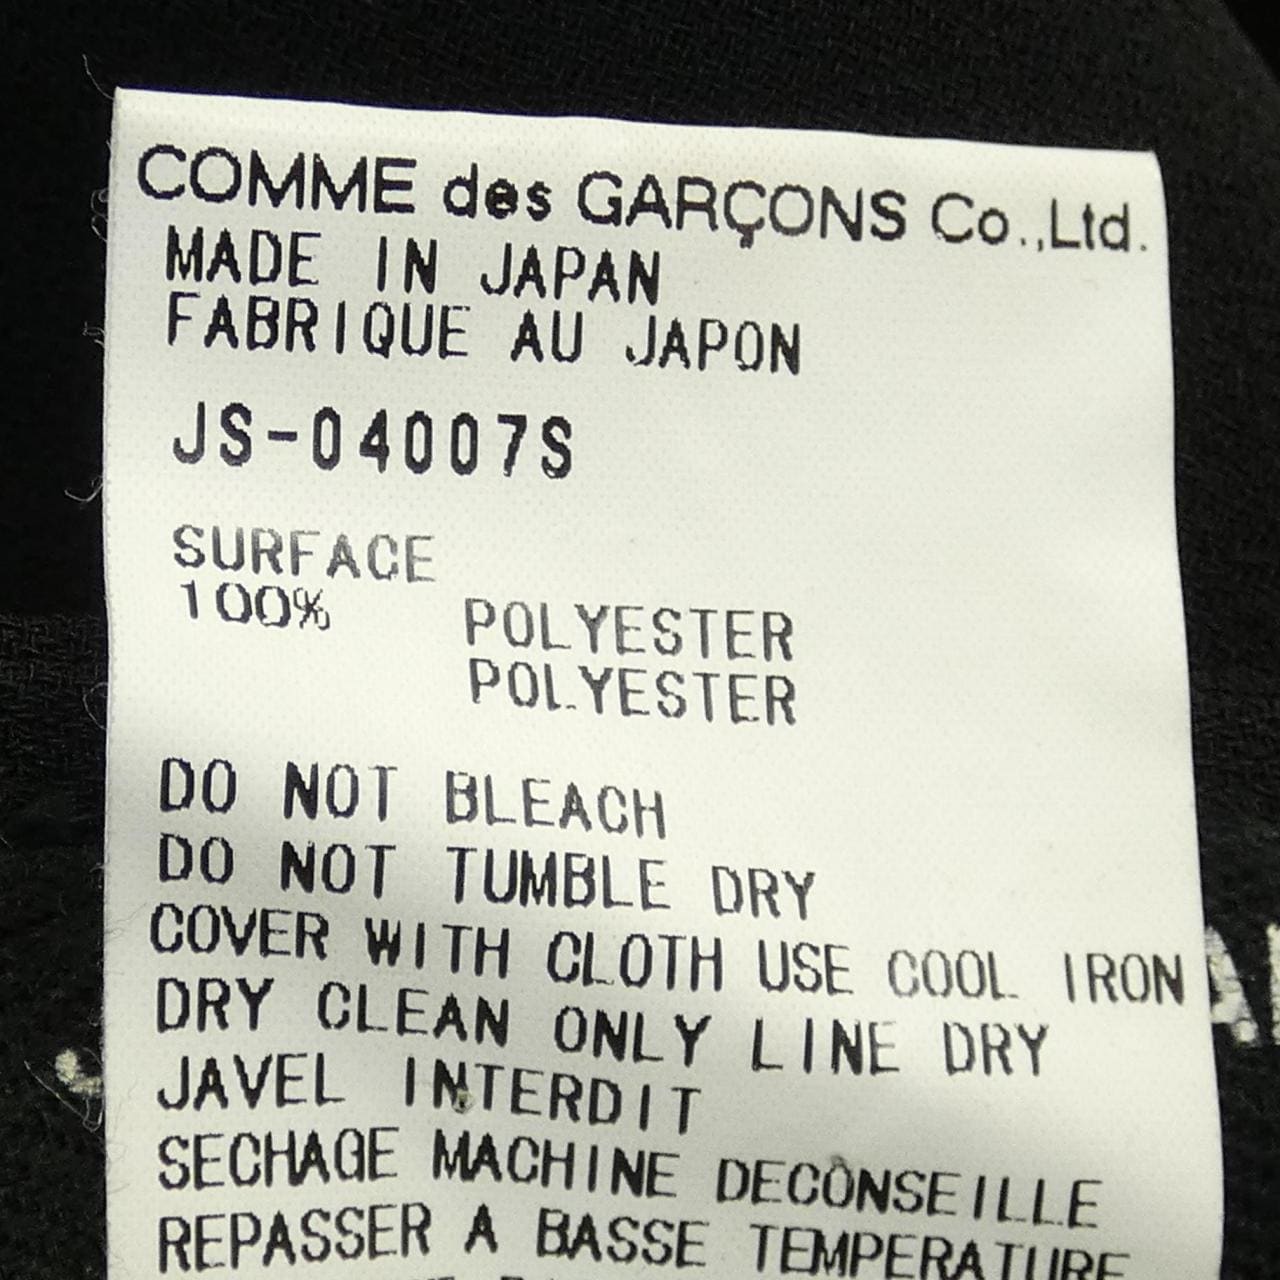 COMME des GARÇONS Co.,Ltd.
MADE IN JAPAN
FABRIQUE AU JAPON
JS-04007S
SURFACE
100% POLYESTER
POLYESTER
DO NOT BLEACH
DO NOT TUMBLE DRY
COVER WITH CLOTH USE COOL IRON
DRY CLEAN ONLY LINE DRY
JAVEL INTERDIT
SECHAGE MACHINE DECONSEILLE
REPASSER A BASSE TEMPERATURE